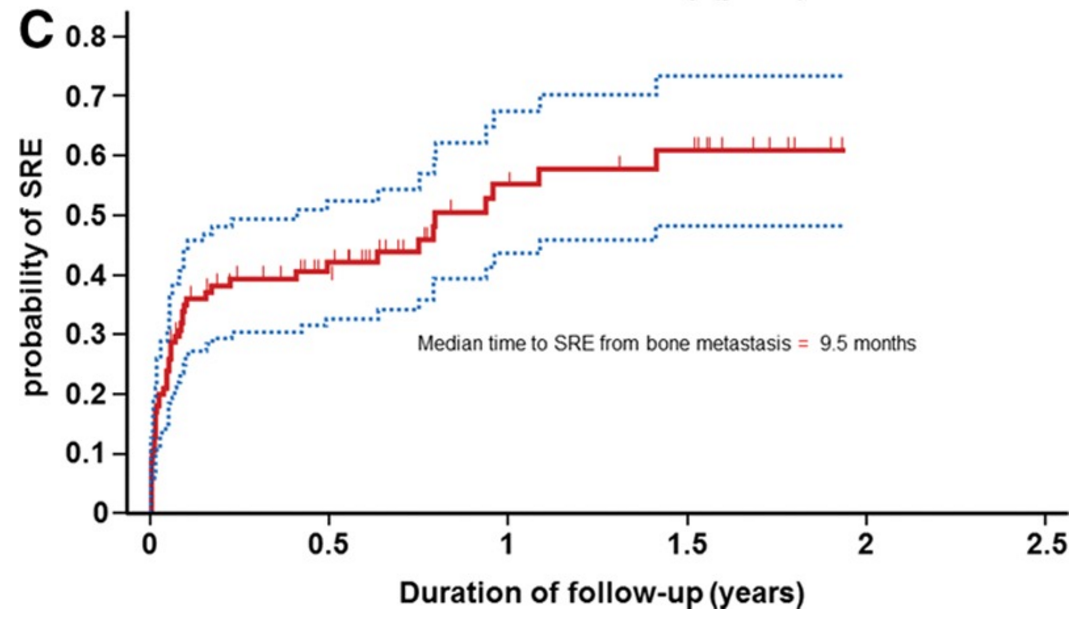 C
0.8
0.7
0.6
0.5
0.4
0.3
0.2
0.1
0
probability of SRE
Median time to SRE from bone metastasis = 9.5 months
0 0.5 1 1.5 2 2.5
Duration of follow-up (years)